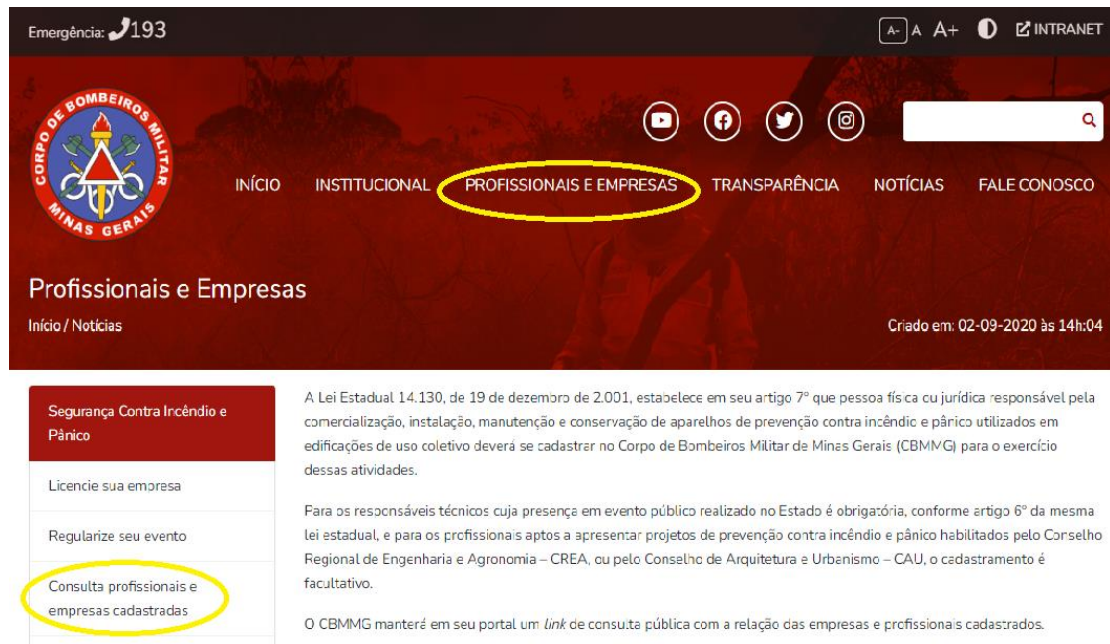 Emergência: 193
A- A A+ INTRANET
CORPO DE BOMBEIROS MILITAR
MINAS GERAIS
INÍCIO INSTITUCIONAL PROFISSIONAIS E EMPRESAS TRANSPARÊNCIA NOTÍCIAS FALE CONOSCO
Profissionais e Empresas
Início / Notícias
Criado em: 02-09-2020 às 14h:04
Segurança Contra Incêndio e
Pânico
Licencie sua empresa
Regularize seu evento
Consulta profissionais e
empresas cadastradas
A Lei Estadual 14.130, de 19 de dezembro de 2.001, estabelece em seu artigo 7º que pessoa física ou jurídica responsável pela
comercialização, instalação, manutenção e conservação de aparelhos de prevenção contra incêndio e pânico utilizados em
edificações de uso coletivo deverá se cadastrar no Corpo de Bombeiros Militar de Minas Gerais (CBMMG) para o exercício
dessas atividades.
Para os responsáveis técnicos cuja presença em evento público realizado no Estado é obrigatória, conforme artigo 6º da mesma
lei estadual, e para os profissionais aptos a apresentar projetos de prevenção contra incêndio e pânico habilitados pelo Conselho
Regional de Engenharia e Agronomia – CREA, ou pelo Conselho de Arquitetura e Urbanismo – CAU, o cadastramento é
facultativo.
O CBMMG manterá em seu portal um link de consulta pública com a relação das empresas e profissionais cadastrados.